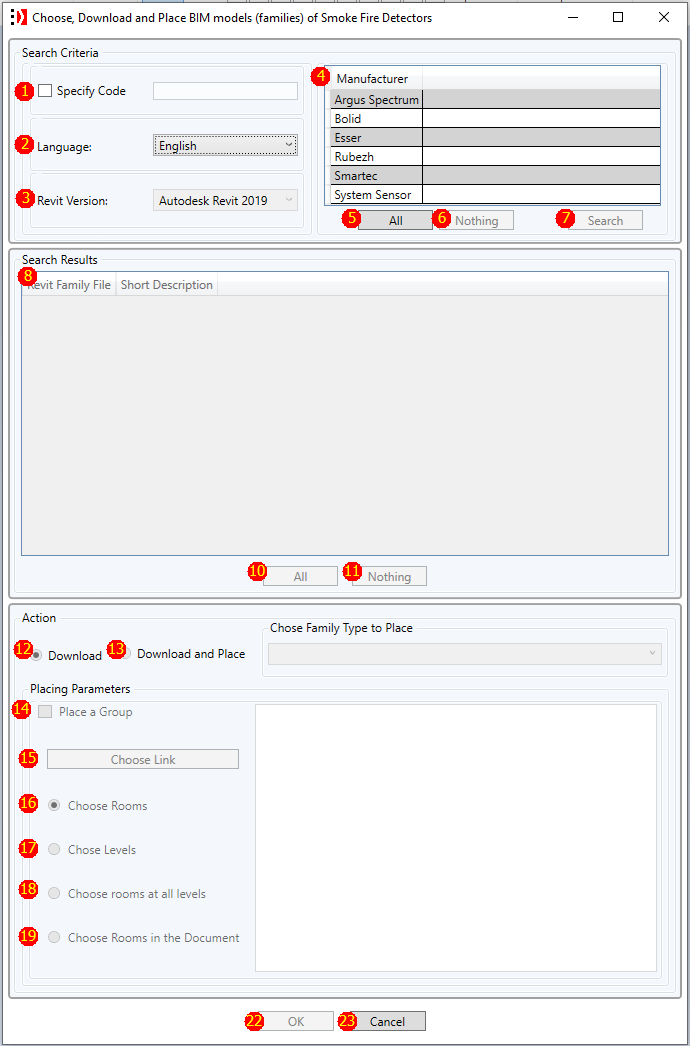 Choose, Download and Place BIM models (families) of Smoke Fire Detectors
Search Criteria
1 Specify Code
2 Language: English
3 Revit Version: Autodesk Revit 2019
4 Manufacturer
Argus Spectrum
Bolid
Esser
Rubezh
Smartec
System Sensor
5 All 6 Nothing 7 Search
Search Results
8 Revit Family File Short Description
10 All 11 Nothing
Action
12 Download 13 Download and Place
Chose Family Type to Place
Placing Parameters
14 Place a Group
15 Choose Link
16 Choose Rooms
17 Chose Levels
18 Choose rooms at all levels
19 Choose Rooms in the Document
22 OK 23 Cancel